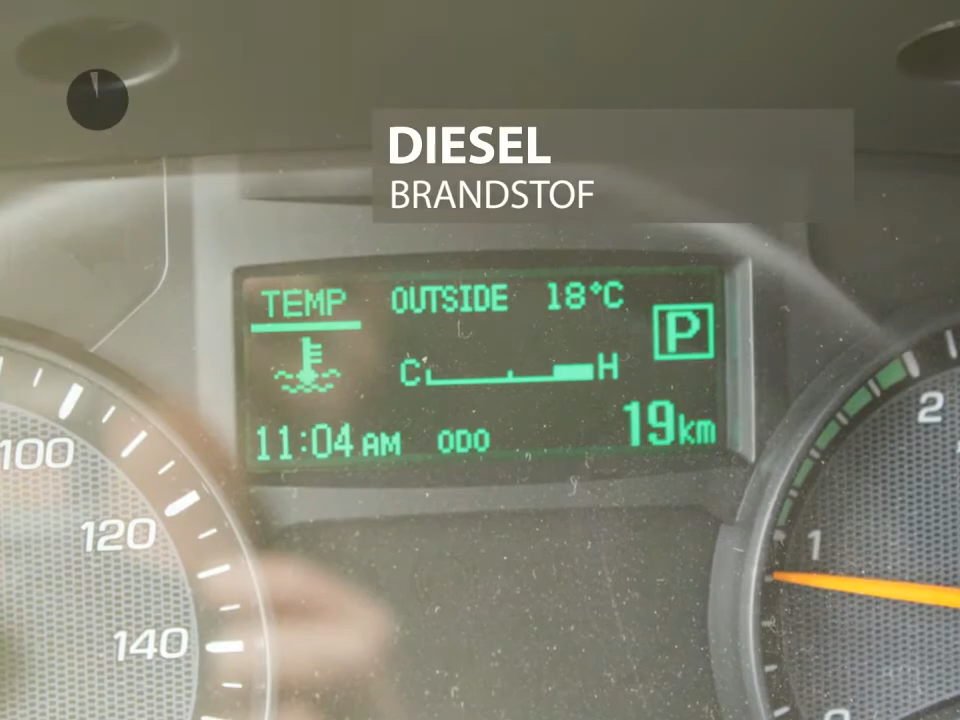 DIESEL
BRANDSTOF
TEMP OUTSIDE 18°C
P
C H
11:04 AM ODO 19km
100
120
140
2
1